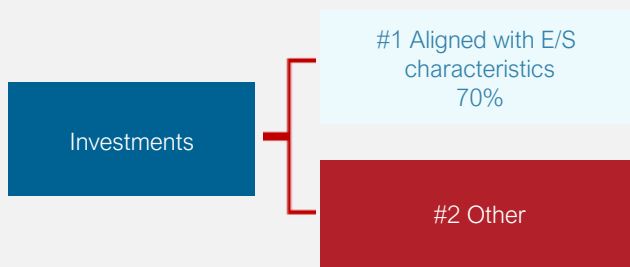 Investments
#1 Aligned with E/S
characteristics
70%
#2 Other